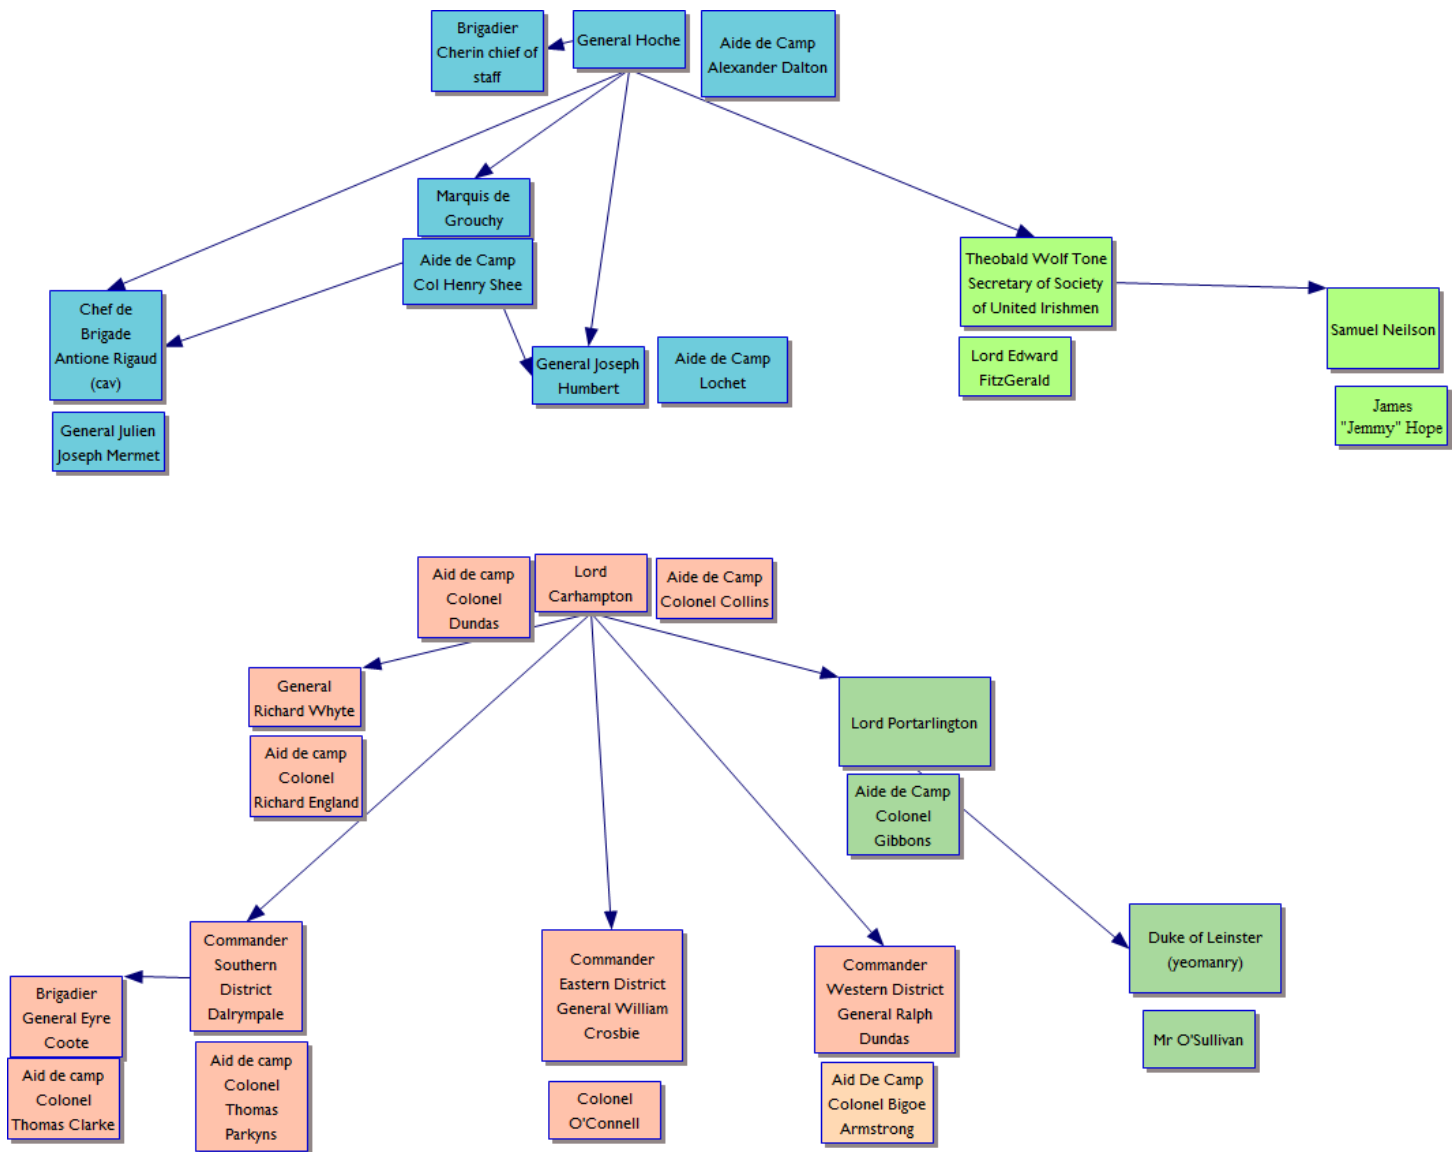 Brigadier
Cherin chief of
staff
General Hoche
Aide de Camp
Alexander Dalton
Marquis de
Grouchy
Aide de Camp
Col Henry Shee
Theobald Wolf Tone
Secretary of Society
of United Irishmen
Chef de
Brigade
Antione Rigaud
(cav)
Samuel Neilson
General Joseph
Humbert
Aide de Camp
Lochet
Lord Edward
FitzGerald
General Julien
Joseph Mermet
James
"Jemmy" Hope
Aid de camp
Colonel
Dundas
Lord
Carhampton
Aide de Camp
Colonel Collins
General
Richard Whyte
Aid de camp
Colonel
Richard England
Lord Portarlington
Aide de Camp
Colonel
Gibbons
Commander
Southern
District
Dalrympale
Commander
Eastern District
General William
Crosbie
Commander
Western District
General Ralph
Dundas
Duke of Leinster
(yeomanry)
Brigadier
General Eyre
Coote
Mr O'Sullivan
Aid de camp
Colonel
Thomas Clarke
Aid de camp
Colonel
Thomas
Parkyns
Colonel
O'Connell
Aid De Camp
Colonel Bigoe
Armstrong